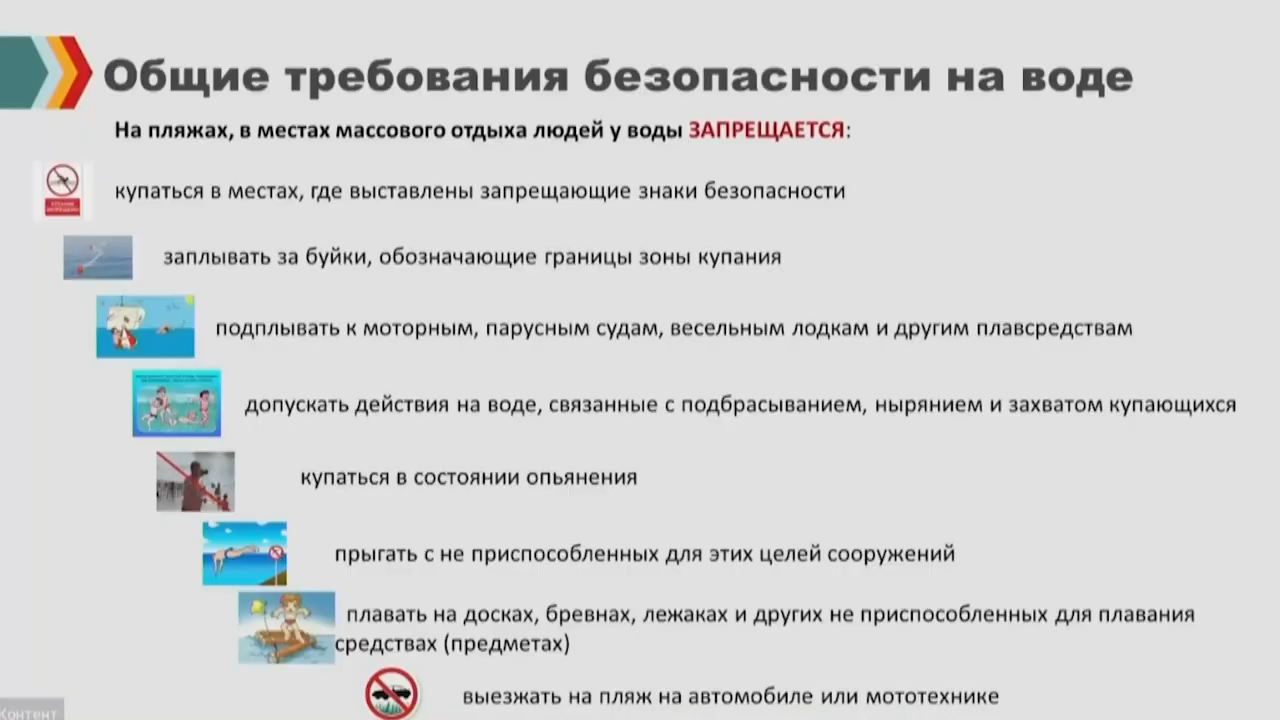 Общие требования безопасности на воде
На пляжах, в местах массового отдыха людей у воды ЗАПРЕЩАЕТСЯ:
купаться в местах, где выставлены запрещающие знаки безопасности
заплывать за буйки, обозначающие границы зоны купания
подплывать к моторным, парусным судам, весельным лодкам и другим плавсредствам
допускать действия на воде, связанные с подбрасыванием, нырянием и захватом купающихся
купаться в состоянии опьянения
прыгать с не приспособленных для этих целей сооружений
плавать на досках, бревнах, лежаках и других не приспособленных для плавания
средствах (предметах)
выезжать на пляж на автомобиле или мототехнике
Контент